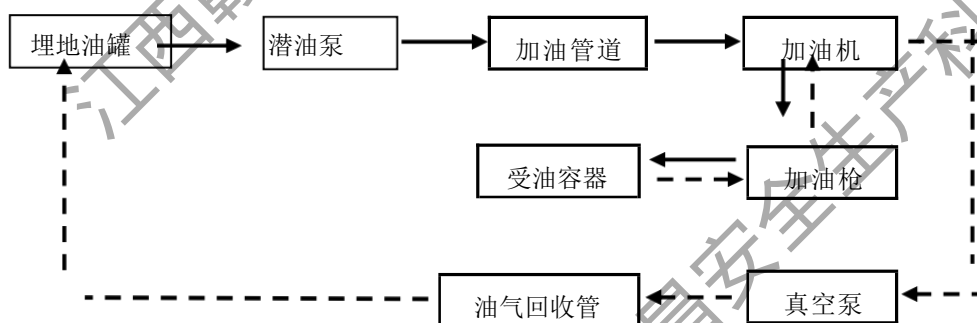 埋地油罐
潜油泵
加油管道
加油机
受油容器
加油枪
油气回收管
真空泵